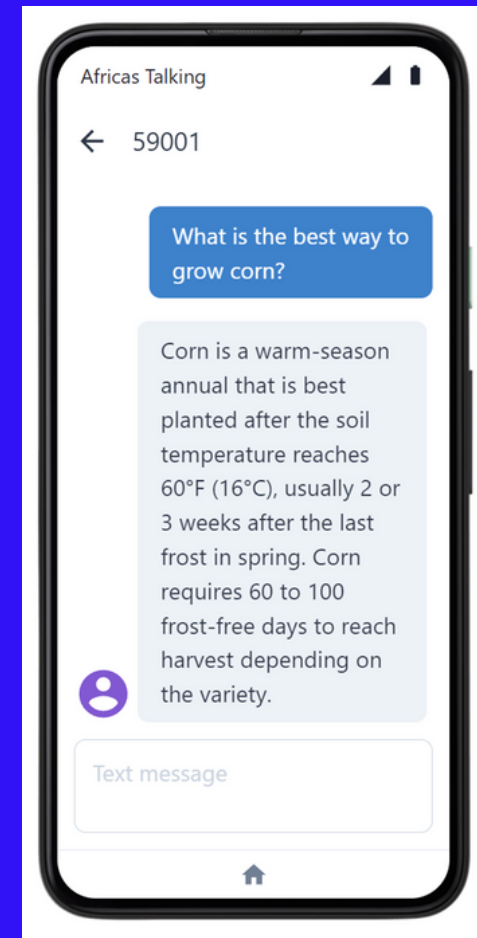 Africas Talking
59001
What is the best way to
grow corn?
Corn is a warm-season
annual that is best
planted after the soil
temperature reaches
60°F (16°C), usually 2 or
3 weeks after the last
frost in spring. Corn
requires 60 to 100
frost-free days to reach
harvest depending on
the variety.
Text message